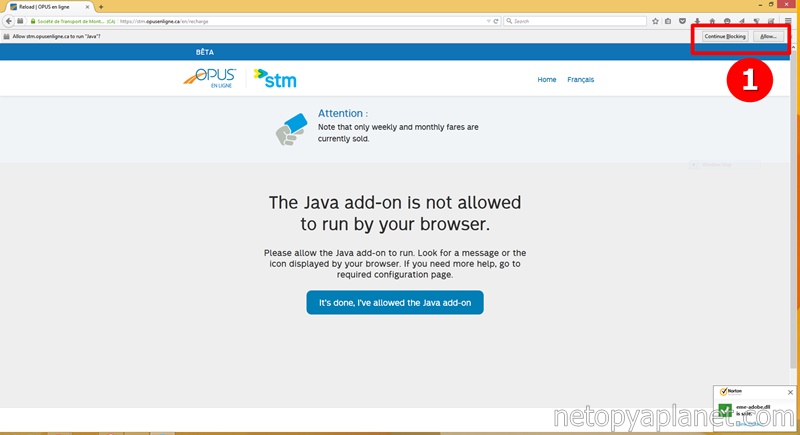 Reload | OPUS en ligne
Société de Transport de Mont... (CA)
https://stm.opusenligne.ca/en/recharge
Search
Allow stm.opusenligne.ca to run "Java"?
Continue Blocking
Allow...
1
BÊTA
OPUS
EN LIGNE
stm
Home
Français
Attention :
Note that only weekly and monthly fares are
currently sold.
The Java add-on is not allowed
to run by your browser.
Please allow the Java add-on to run. Look for a message or the
icon displayed by your browser. If you need more help, go to
required configuration page.
It's done, I've allowed the Java add-on
Norton
eme-adobe.dll
is safe.
netopyaplanet.com